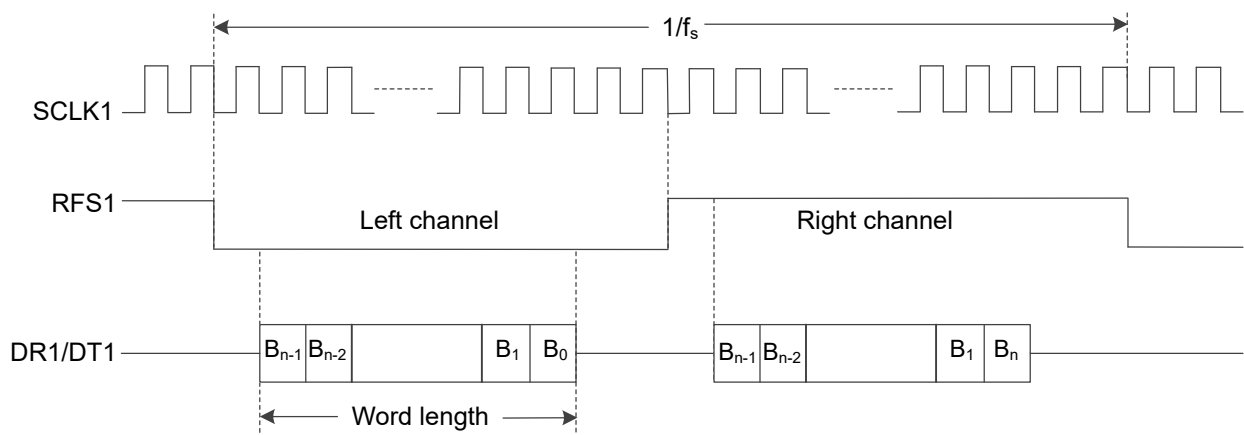 1/fs
SCLK1
RFS1
Left channel
Right channel
DR1/DT1
Bn-1 Bn-2 B1 B0 Bn-1 Bn-2 B1 Bn
Word length